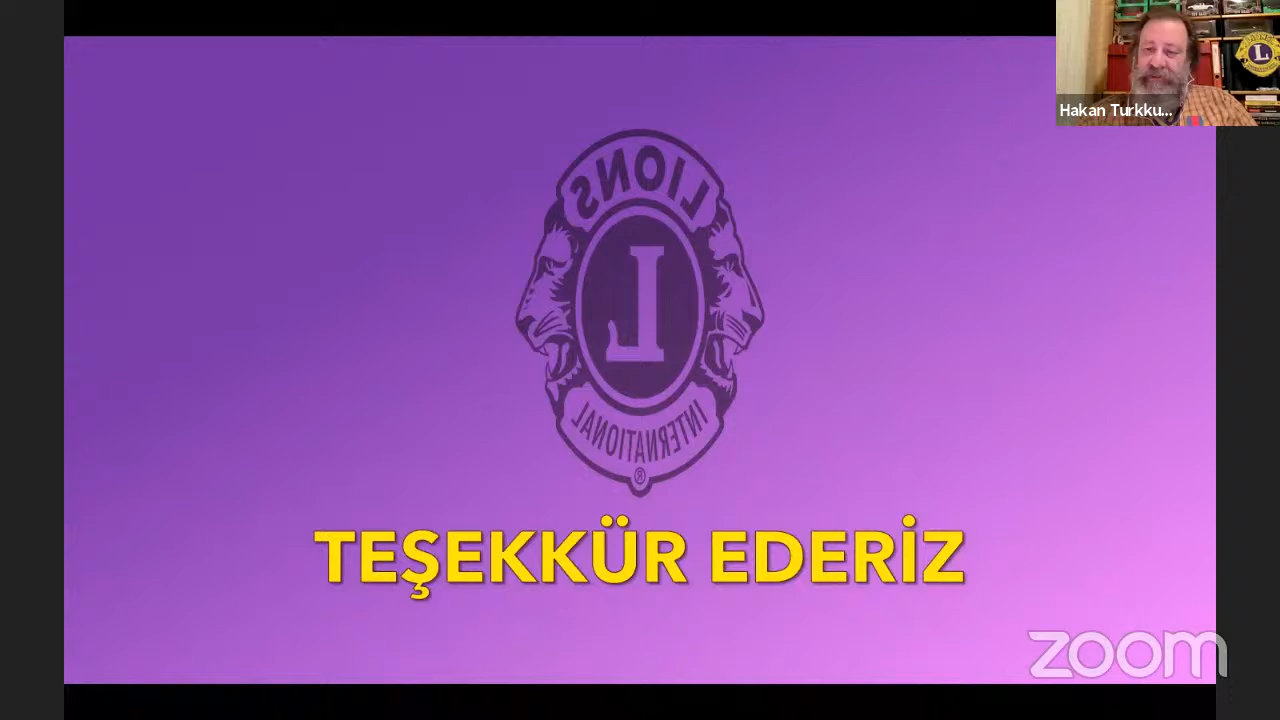 Hakan Turkku...
LIONS
L
INTERNATIONAL
®
TEŞEKKÜR EDERİZ
zoom